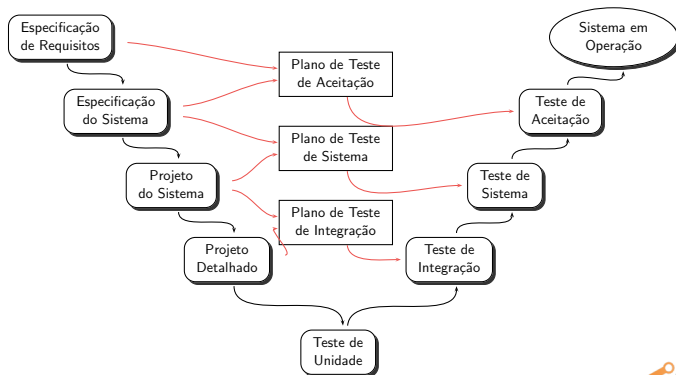 Especificação
de Requisitos
Sistema em
Operação
Plano de Teste
de Aceitação
Especificação
do Sistema
Teste de
Aceitação
Plano de Teste
de Sistema
Projeto
do Sistema
Teste de
Sistema
Plano de Teste
de Integração
Projeto
Detalhado
Teste de
Integração
Teste de
Unidade